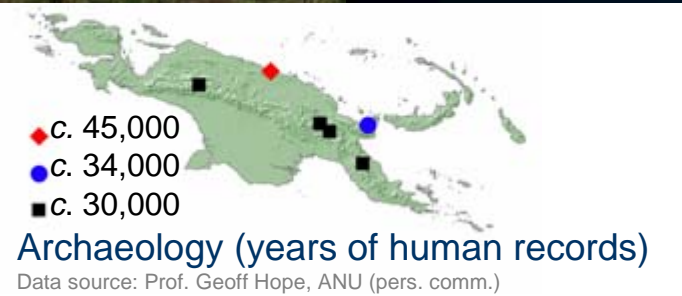 c. 45,000
c. 34,000
c. 30,000
Archaeology (years of human records)
Data source: Prof. Geoff Hope, ANU (pers. comm.)